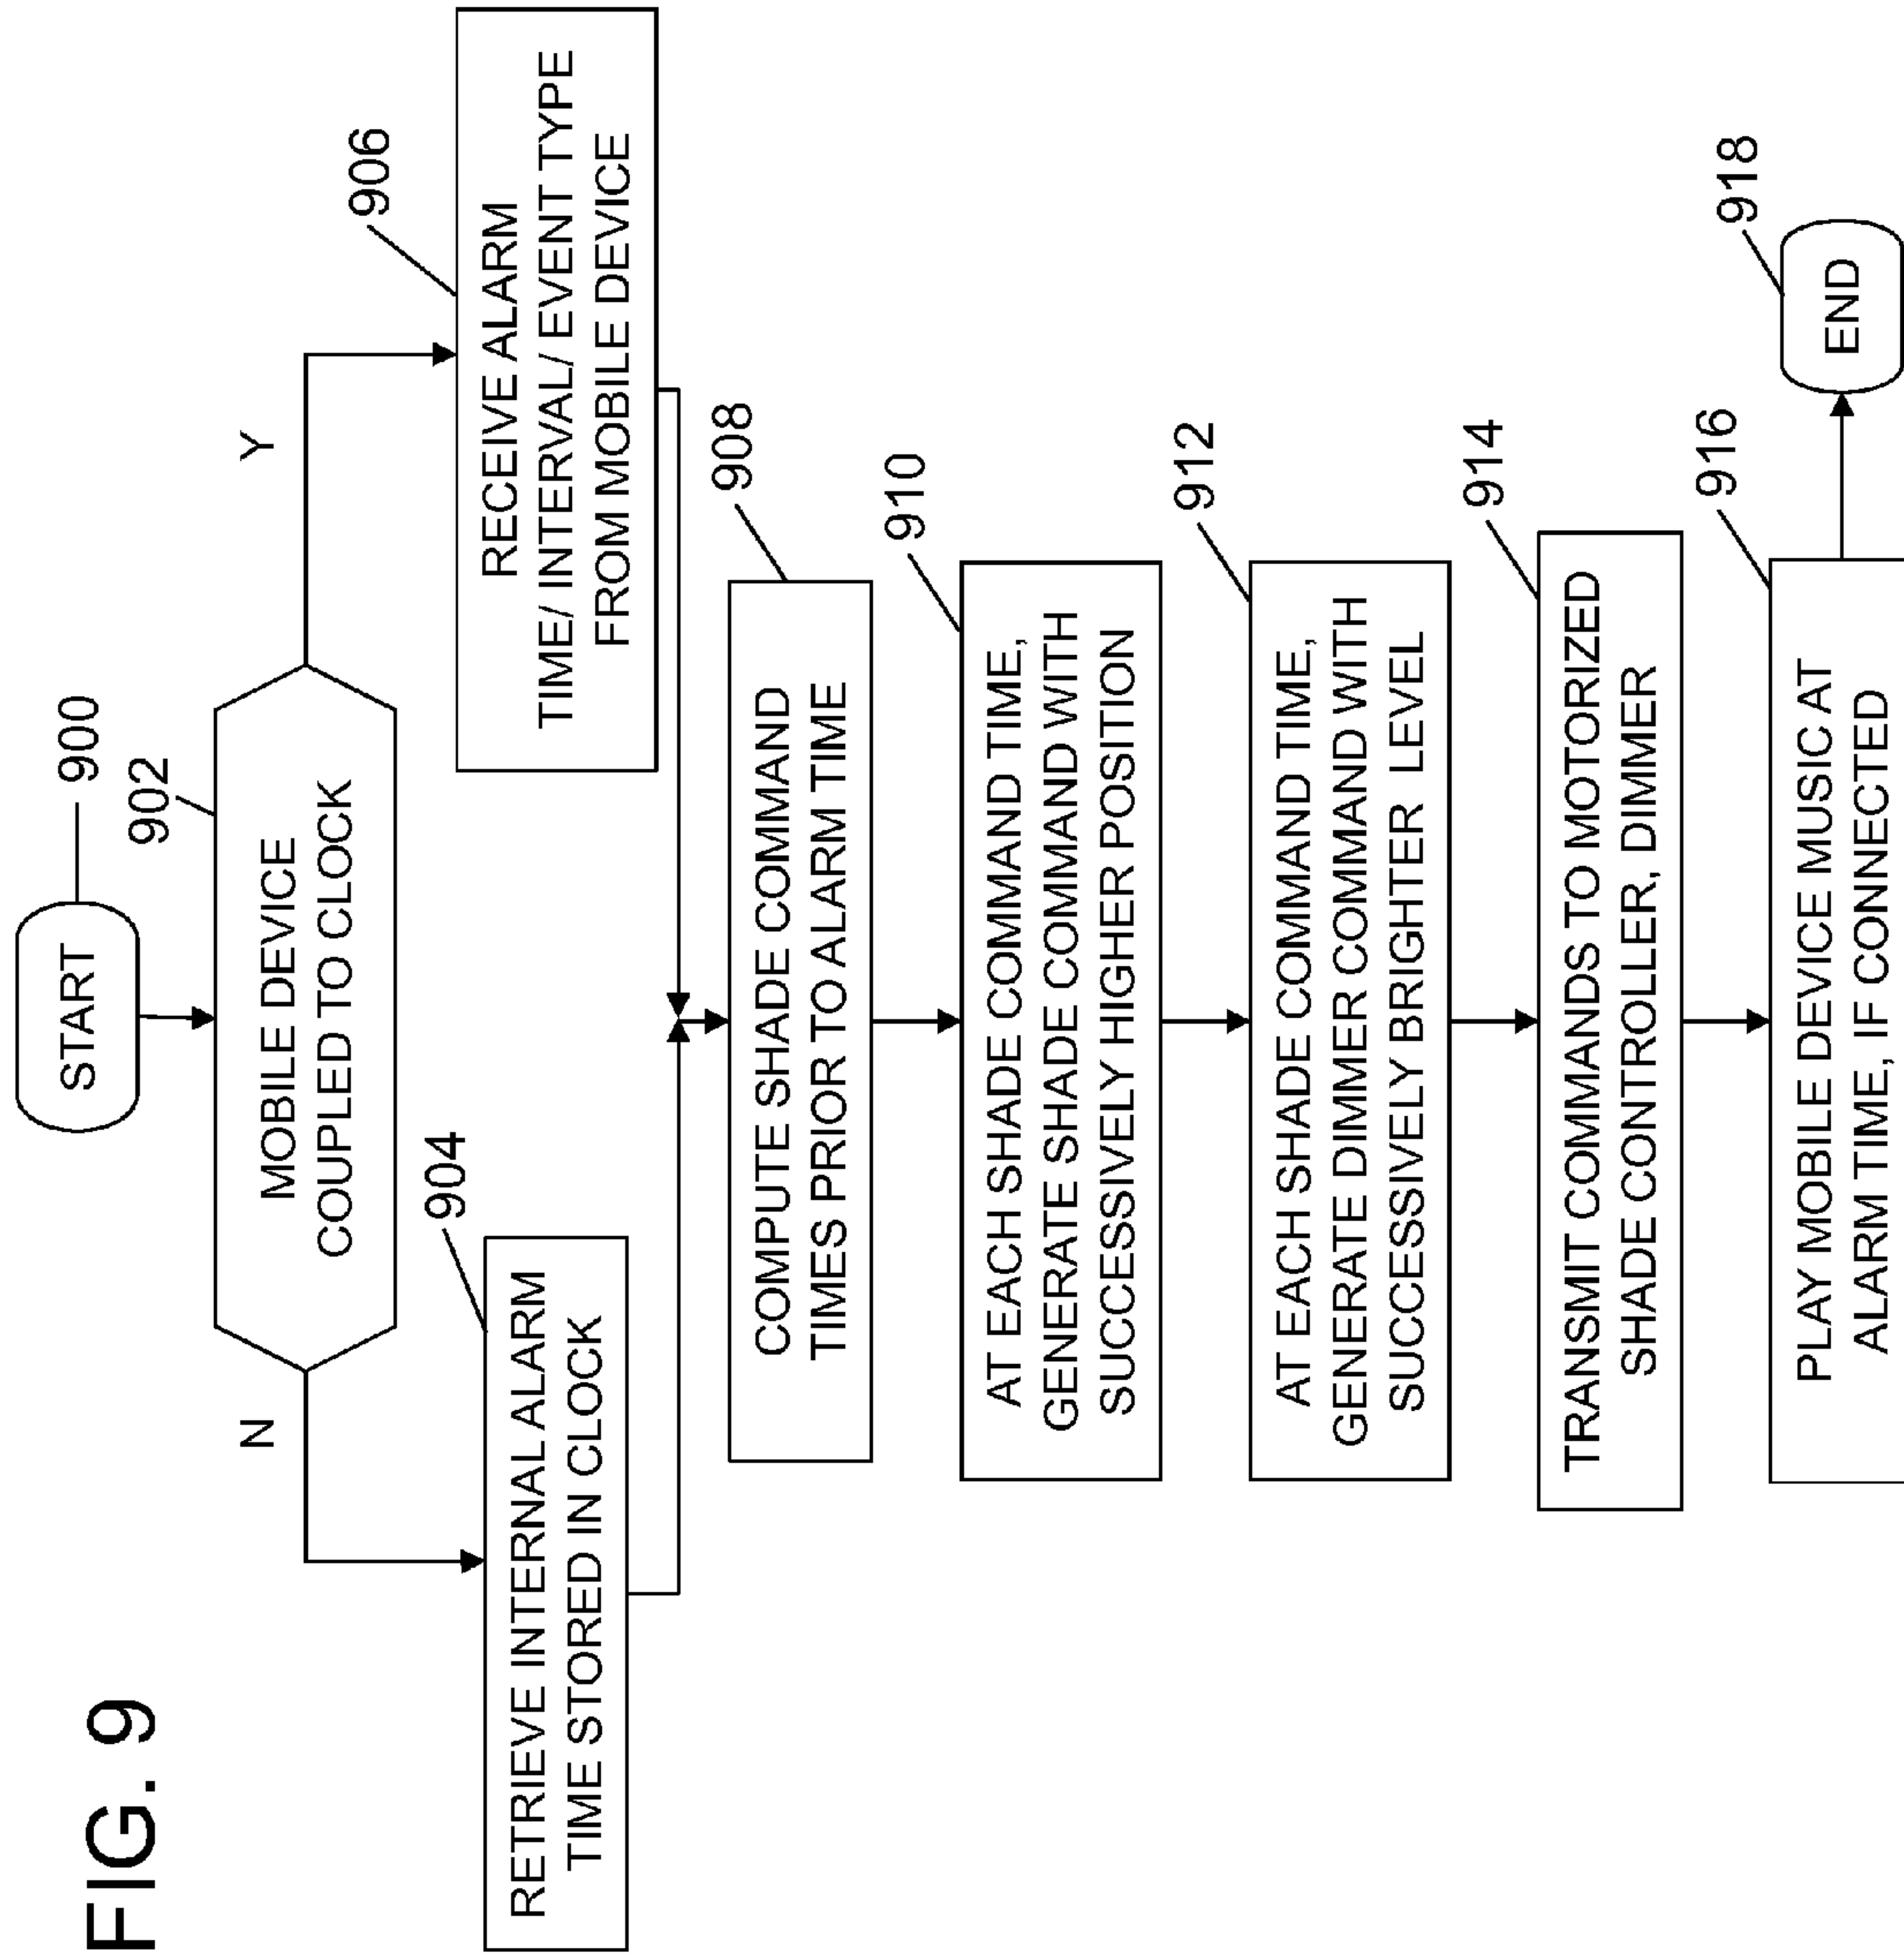 FIG. 9
START
900
902
MOBILE DEVICE
COUPLED TO CLOCK
N
Y
904
RETRIEVE INTERNAL ALARM
TIME STORED IN CLOCK
906
RECEIVE ALARM
TIME/ INTERVAL/ EVENT TYPE
FROM MOBILE DEVICE
908
COMPUTE SHADE COMMAND
TIMES PRIOR TO ALARM TIME
910
AT EACH SHADE COMMAND TIME,
GENERATE SHADE COMMAND WITH
SUCCESSIVELY HIGHER POSITION
912
AT EACH SHADE COMMAND TIME,
GENERATE DIMMER COMMAND WITH
SUCCESSIVELY BRIGHTER LEVEL
914
TRANSMIT COMMANDS TO MOTORIZED
SHADE CONTROLLER, DIMMER
916
PLAY MOBILE DEVICE MUSIC AT
ALARM TIME, IF CONNECTED
918
END